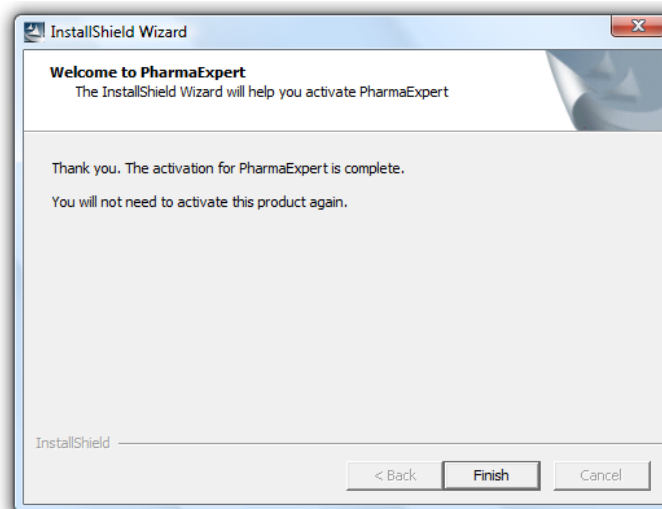 InstallShield Wizard
Welcome to PharmaExpert
The InstallShield Wizard will help you activate PharmaExpert
Thank you. The activation for PharmaExpert is complete.
You will not need to activate this product again.
InstallShield
< Back Finish Cancel